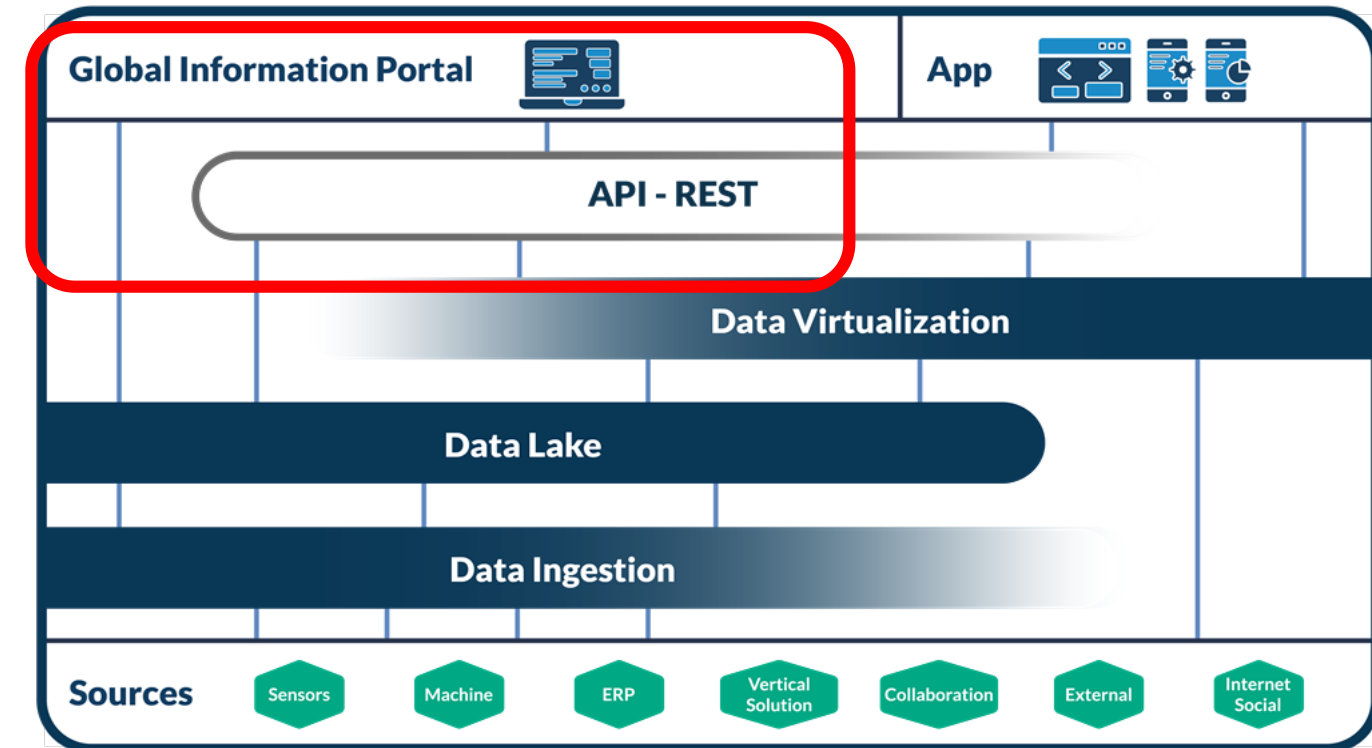 Global Information Portal
App
API - REST
Data Virtualization
Data Lake
Data Ingestion
Sources
Sensors
Machine
ERP
Vertical
Solution
Collaboration
External
Internet
Social